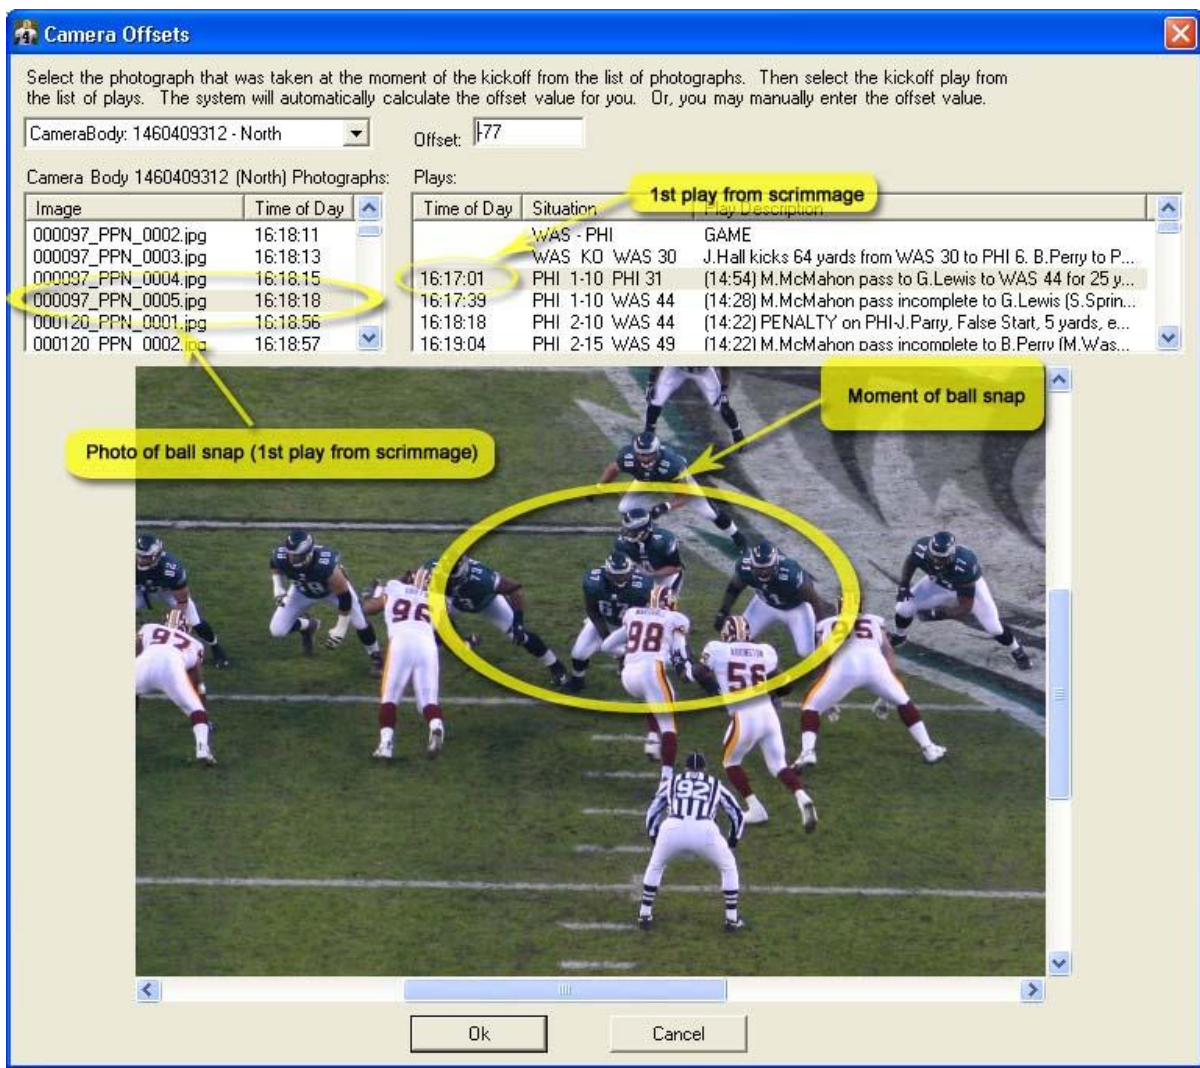 Camera Offsets
Select the photograph that was taken at the moment of the kickoff from the list of photographs. Then select the kickoff play from
the list of plays. The system will automatically calculate the offset value for you. Or, you may manually enter the offset value.
CameraBody: 1460409312 - North
Offset: -77
Camera Body 1460409312 (North) Photographs:
Plays:
1st play from scrimmage
Image Time of Day
Time of Day Situation Play Description
000097_PPN_0002.jpg 16:18:11
WAS - PHI GAME
000097_PPN_0003.jpg 16:18:13
WAS KO WAS 30 J.Hall kicks 64 yards from WAS 30 to PHI 6. B.Perry to P...
000097_PPN_0004.jpg 16:18:15
16:17:01 PHI 1-10 PHI 31 (14:54) M.McMahon pass to G.Lewis to WAS 44 for 25 y...
000097_PPN_0005.jpg 16:18:18
16:17:39 PHI 1-10 WAS 44 (14:28) M.McMahon pass incomplete to G.Lewis (S.Sprin...
000120_PPN_0001.jpg 16:18:56
16:18:18 PHI 2-10 WAS 44 (14:22) PENALTY on PHI-J.Parry, False Start, 5 yards, e...
000120_PPN_0002.jpg 16:18:57
16:19:04 PHI 2-15 WAS 49 (14:22) M.McMahon pass incomplete to B.Perry (M.Was...
Moment of ball snap
Photo of ball snap (1st play from scrimmage)
49
77
82
68
73
67
61
96
97
98
95
56
92
Ok
Cancel